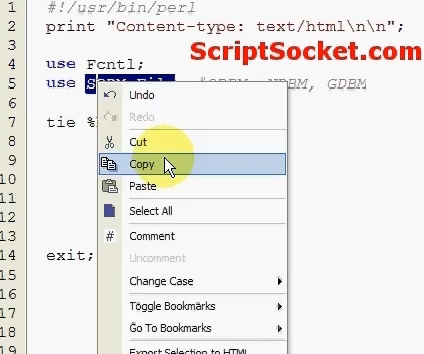 1 #!/usr/bin/perl
2 print "Content-type: text/html\n\n";
3
ScriptSocket.com
4 use Fcntl;
5 use NDBM, GDBM
6
7 tie %
8
9
10
11
12
13
14 exit;
15
16
17
18
19
Undo
Redo
Cut
Copy
Paste
Select All
# Comment
Uncomment
Change Case
Toggle Bookmarks
Go To Bookmarks
Export Selection to HTML